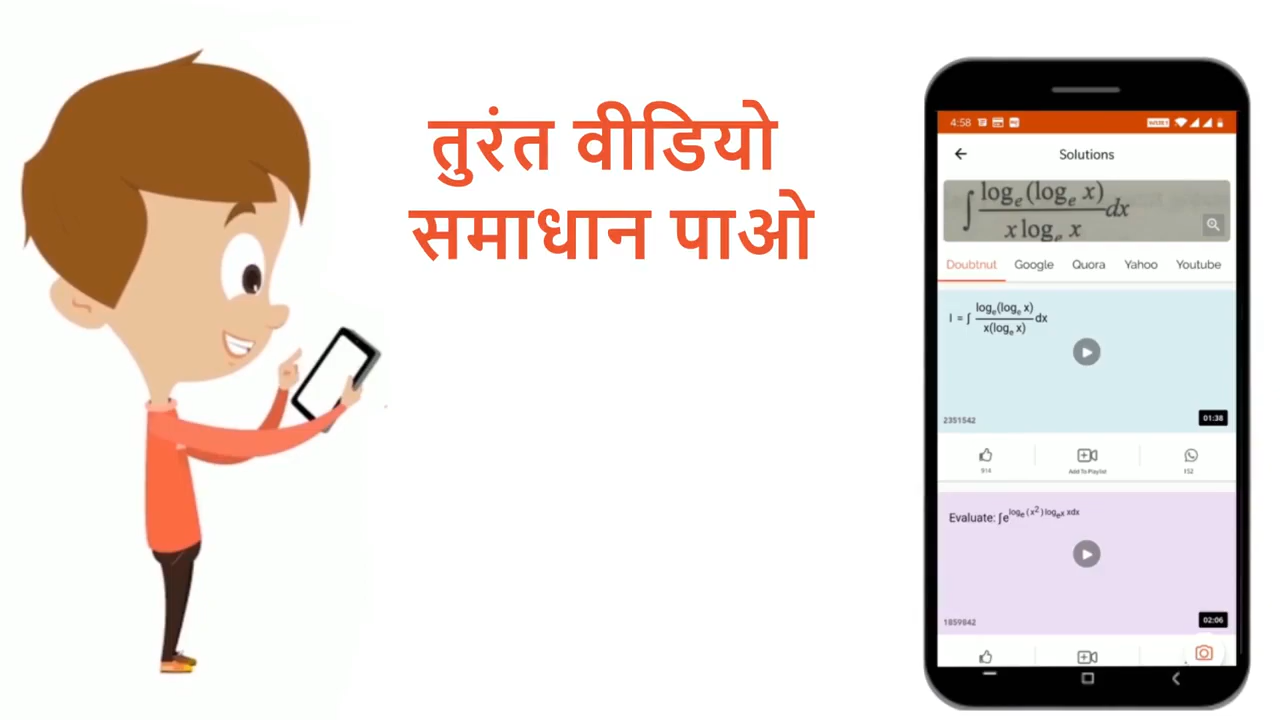 तुरंत वीडियो
समाधान पाओ
4:58
Solutions
∫ logₑ(logₑ x) / x logₑ x dx
Doubtnut Google Quora Yahoo Youtube
I = ∫ logₑ(logₑ x) / x(logₑ x) dx
2351542 01:38
914 Add To Playlist 152
Evaluate: ∫e^logₑ(x²)logₑx xdx
1859842 02:06